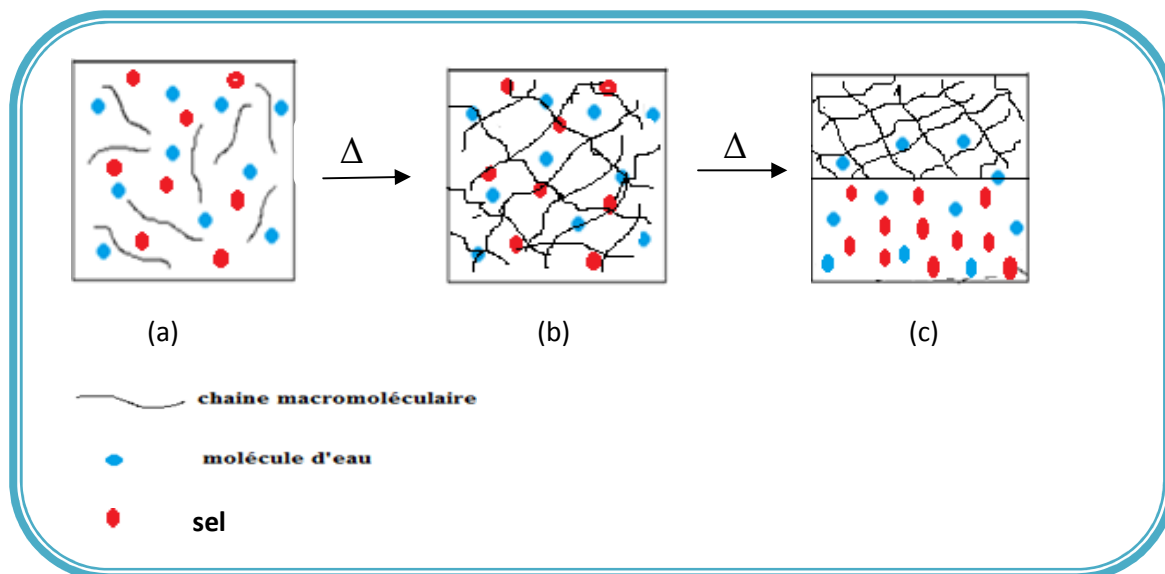 Δ
Δ
(a)
(b)
(c)
chaine macromoléculaire
molécule d'eau
sel